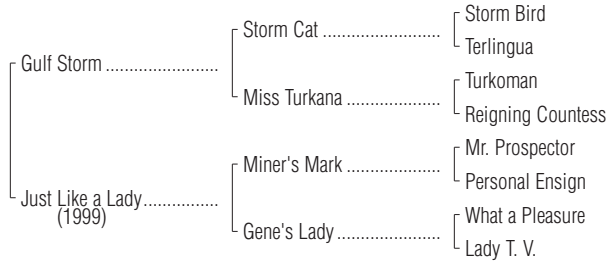 Storm Bird
Storm Cat ........................
Terlingua
Gulf Storm .......................
Turkoman
Miss Turkana ...................
Reigning Countess
Mr. Prospector
Miner's Mark ...................
Personal Ensign
Just Like a Lady...............
(1999)
What a Pleasure
Gene's Lady.....................
Lady T. V.